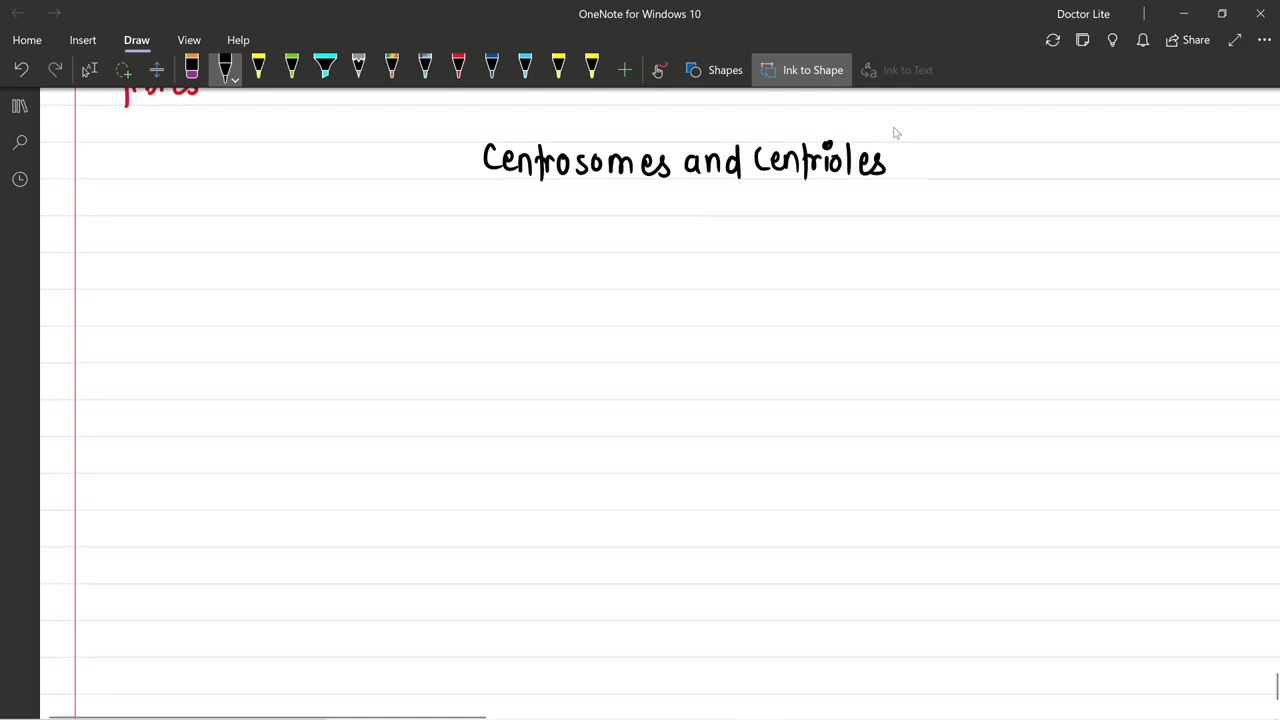 OneNote for Windows 10
Doctor Lite
Home Insert Draw View Help
Share
Shapes
Ink to Shape
Ink to Text
Centrosomes and Centrioles